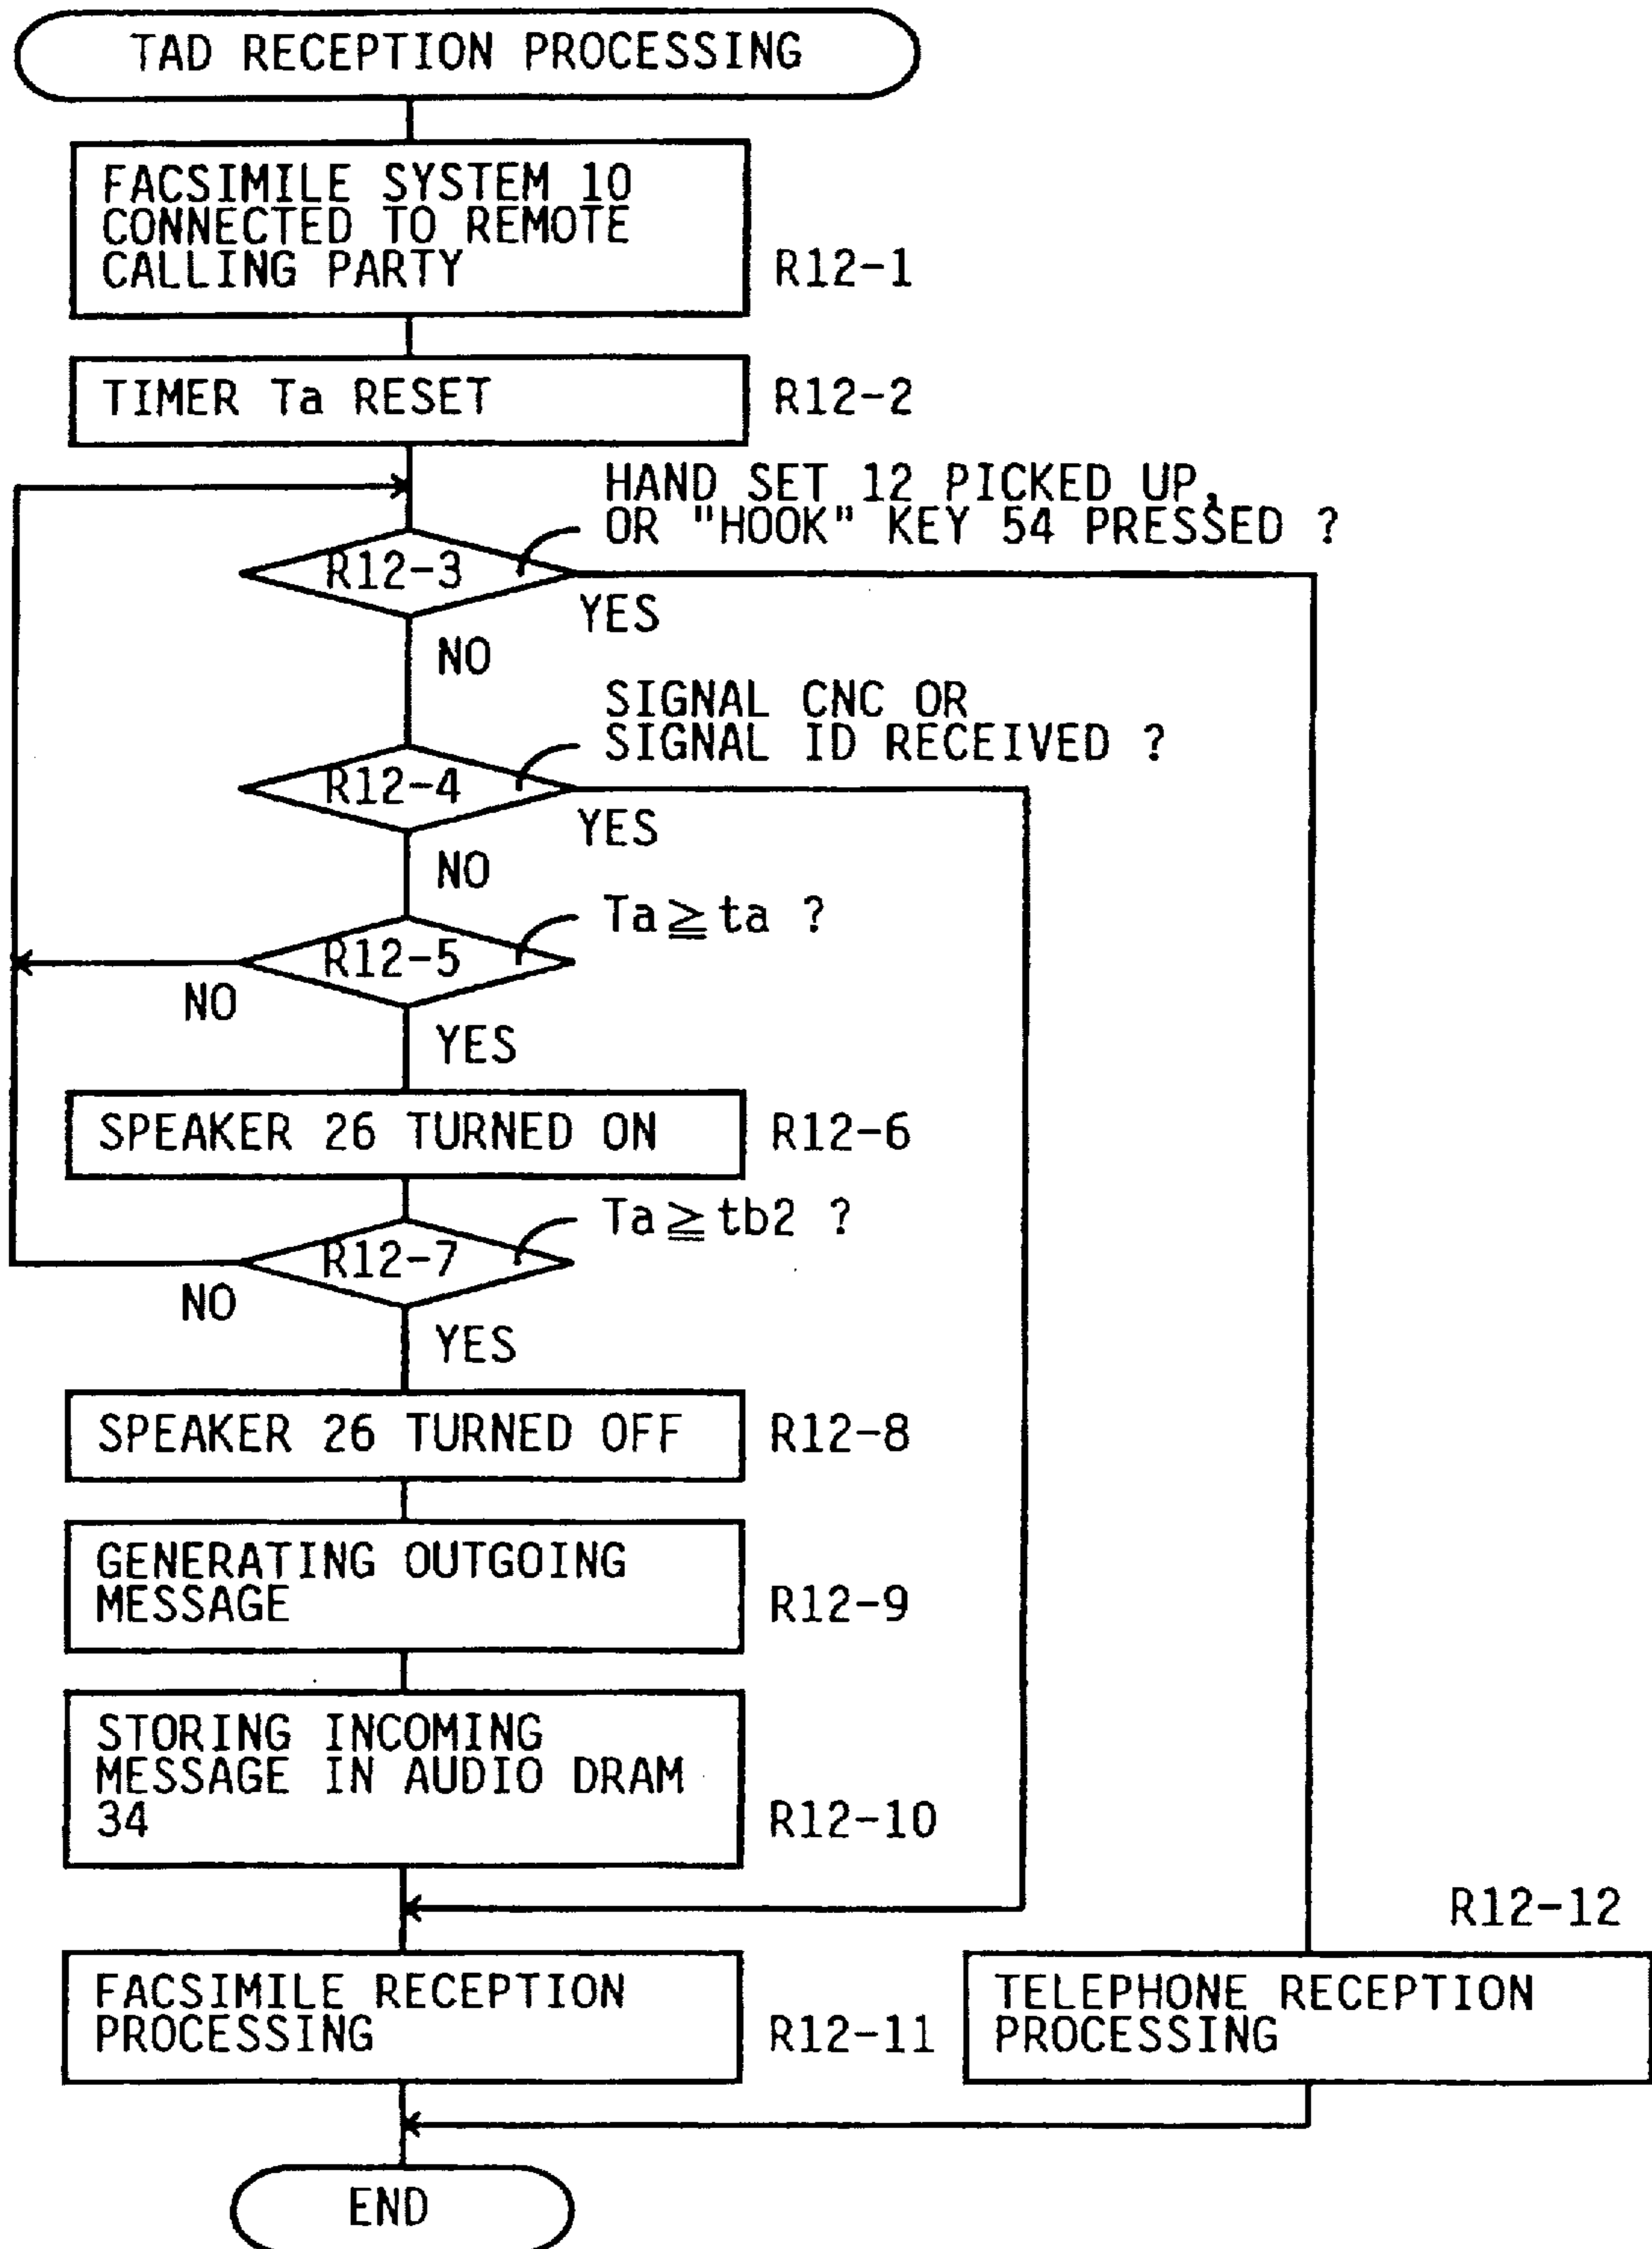 TAD RECEPTION PROCESSING
FACSIMILE SYSTEM 10
CONNECTED TO REMOTE
CALLING PARTY
R12-1
TIMER Ta RESET
R12-2
HAND SET 12 PICKED UP,
OR "HOOK" KEY 54 PRESSED ?
R12-3
YES
NO
SIGNAL CNC OR
SIGNAL ID RECEIVED ?
R12-4
YES
NO
Ta≧ta ?
R12-5
NO
YES
SPEAKER 26 TURNED ON
R12-6
Ta≧tb2 ?
R12-7
NO
YES
SPEAKER 26 TURNED OFF
R12-8
GENERATING OUTGOING
MESSAGE
R12-9
STORING INCOMING
MESSAGE IN AUDIO DRAM
34
R12-10
R12-12
FACSIMILE RECEPTION
PROCESSING
R12-11
TELEPHONE RECEPTION
PROCESSING
END